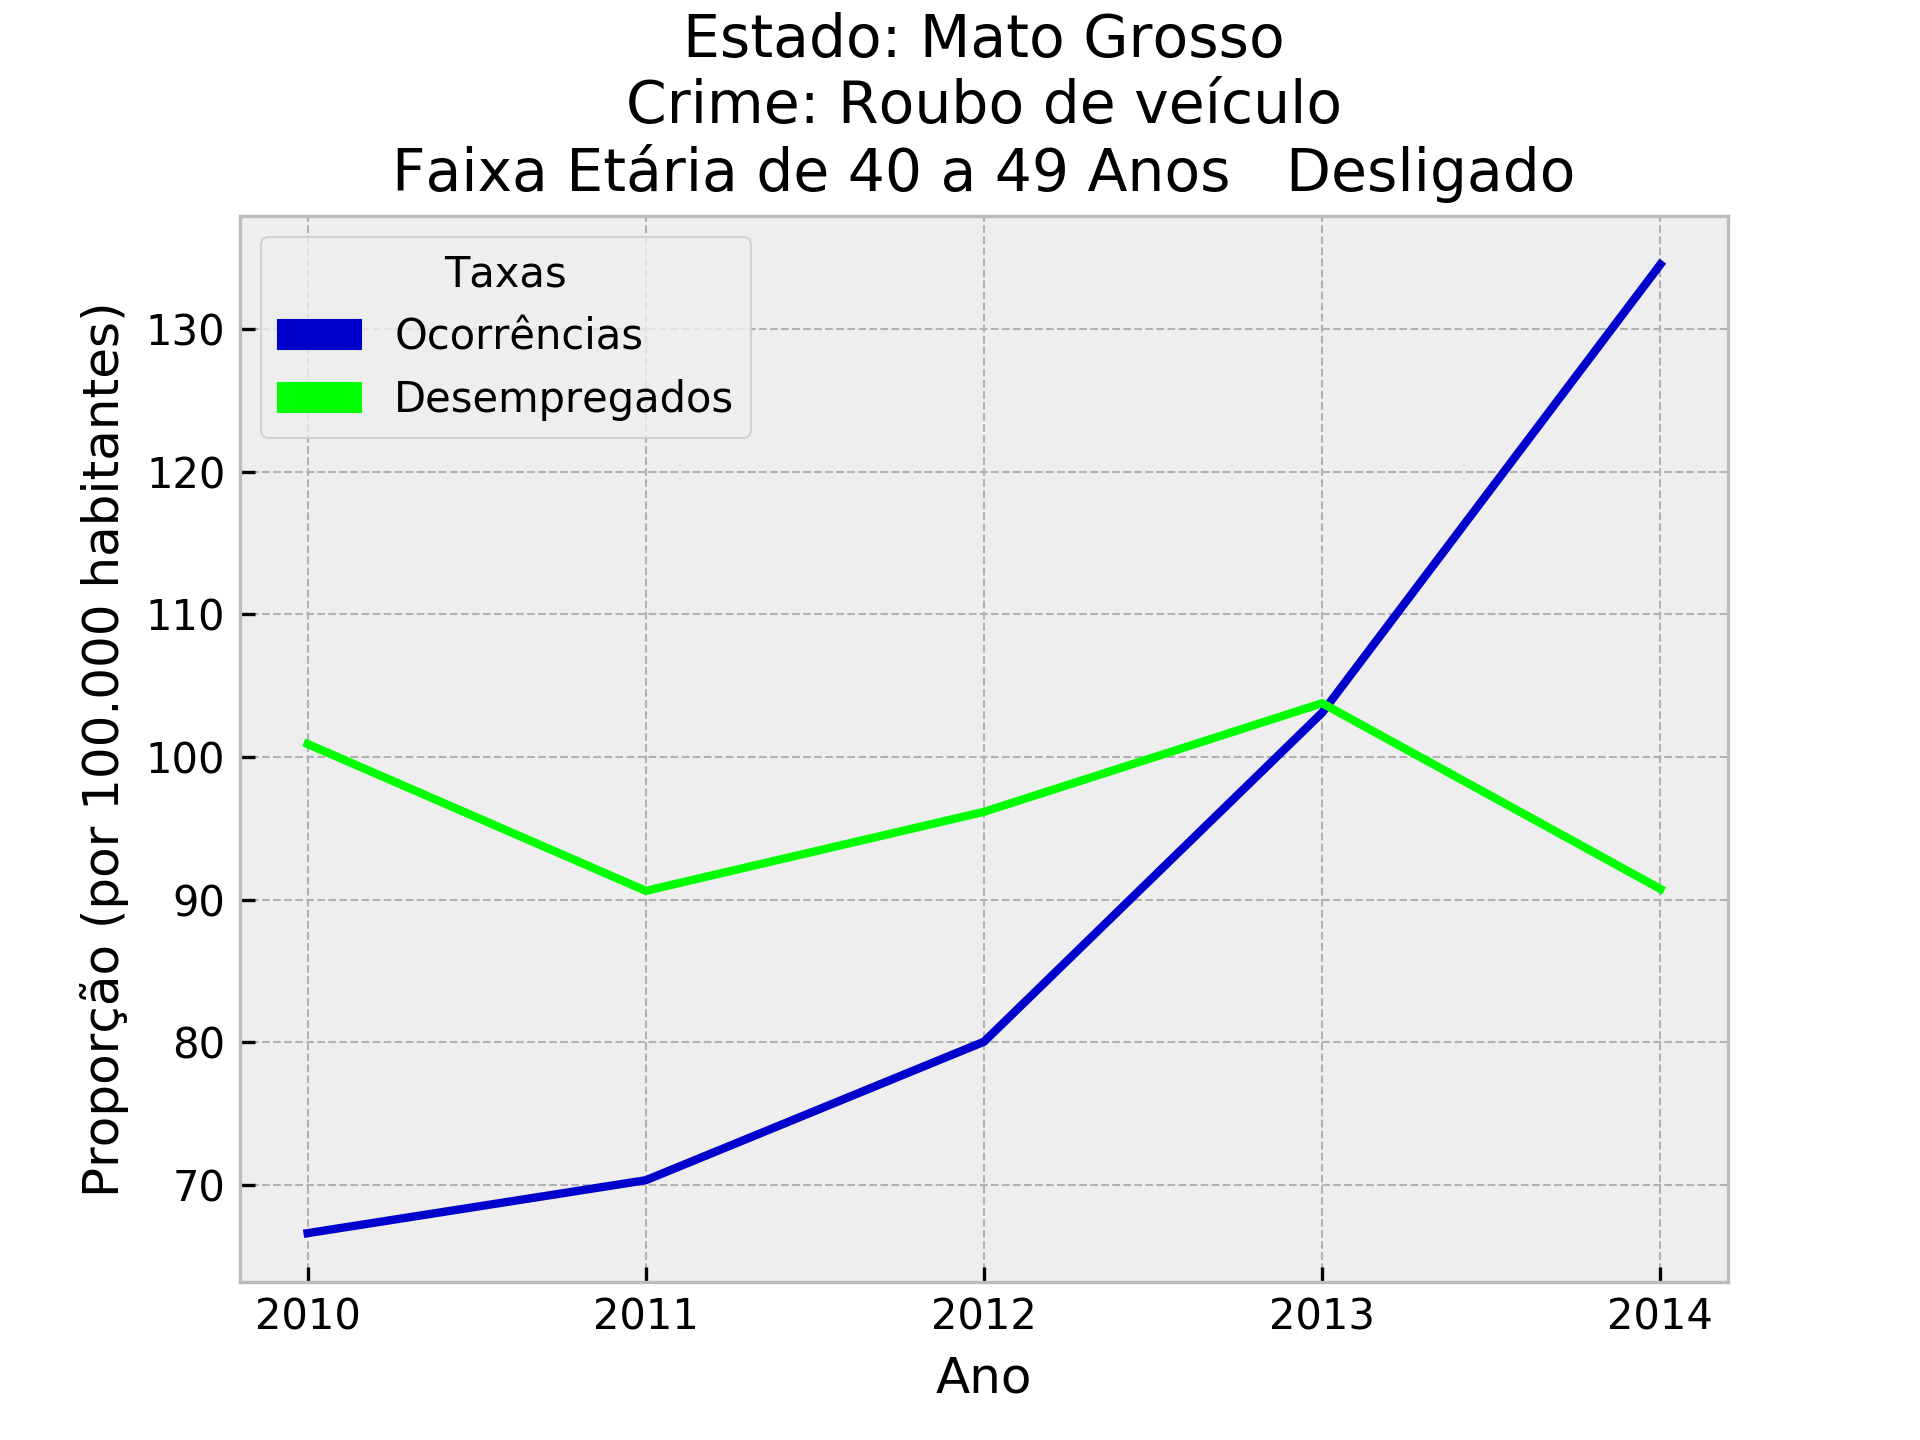 Estado: Mato Grosso
Crime: Roubo de veículo
Faixa Etária de 40 a 49 Anos   Desligado
Taxas
Ocorrências
Desempregados
Proporção (por 100.000 habitantes)
130
120
110
100
90
80
70
2010 2011 2012 2013 2014
Ano